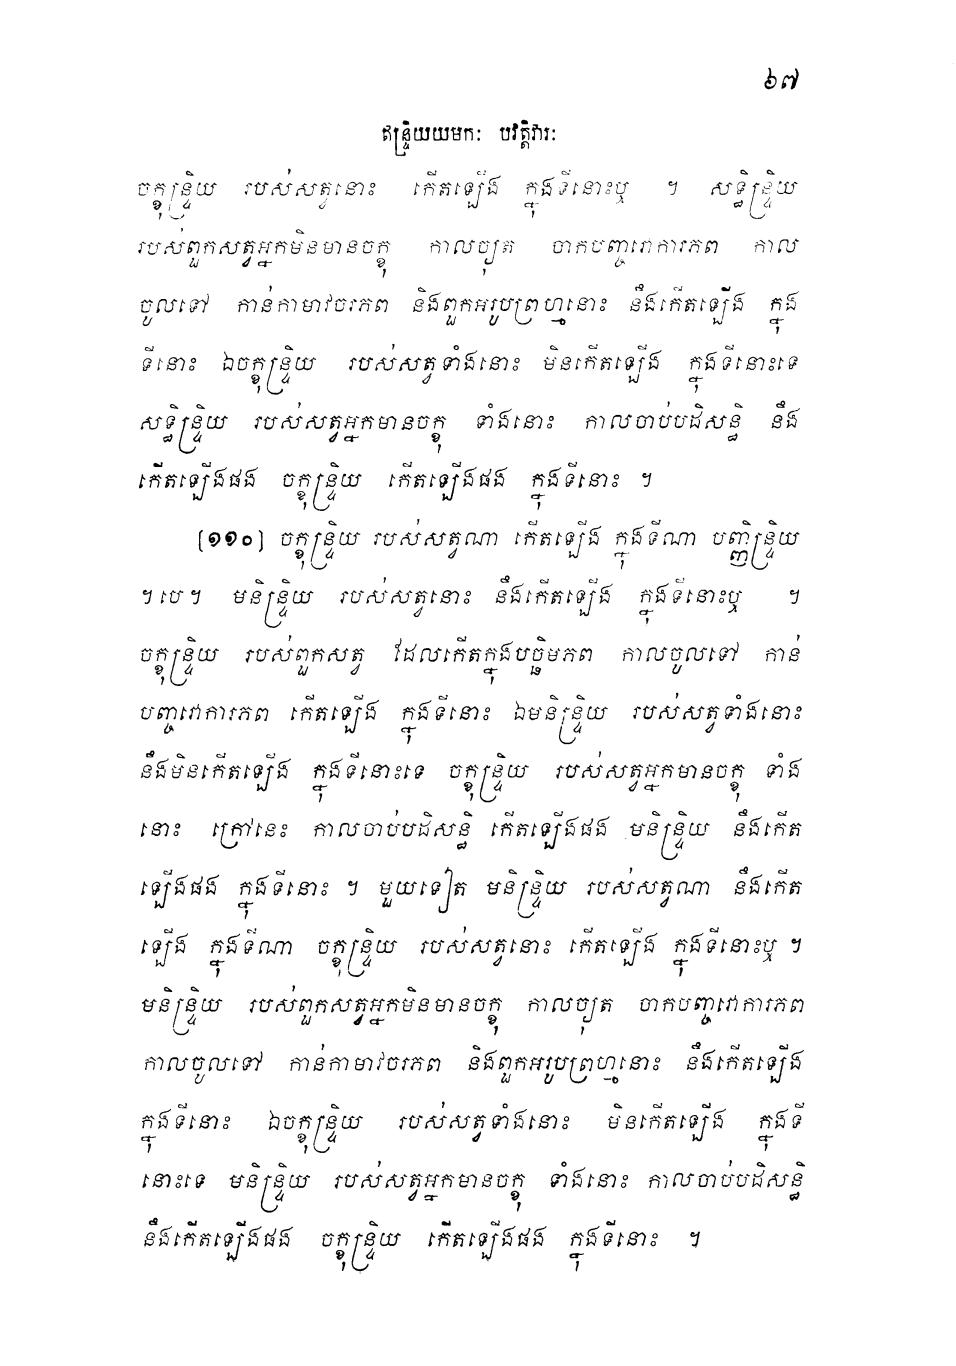 ៦៧
ឥន្ទ្រិយយមកៈ បវត្តិវារៈ
ចក្ខុន្ទ្រិយ របស់សត្វនោះ កើតឡើង ក្នុងទីនោះឬ ។ សទ្ធិន្ទ្រិយ
របស់ពួកសត្វអ្នកមិនមានចក្ខុ កាលច្យុត ចាកបញ្ចវោការភព កាល
ចូលទៅ កាន់កាមាវចរភព និងពួកអរូបព្រហ្មនោះ នឹងកើតឡើង ក្នុង
ទីនោះ ឯចក្ខុន្ទ្រិយ របស់សត្វទាំងនោះ មិនកើតឡើង ក្នុងទីនោះទេ
សទ្ធិន្ទ្រិយ របស់សត្វអ្នកមានចក្ខុ ទាំងនោះ កាលចាប់បដិសន្ធិ នឹង
កើតឡើងផង ចក្ខុន្ទ្រិយ កើតឡើងផង ក្នុងទីនោះ ។
[១១០] ចក្ខុន្ទ្រិយ របស់សត្វណា កើតឡើង ក្នុងទីណា បញ្ញិន្ទ្រិយ
។ បេ ។ មនិន្ទ្រិយ របស់សត្វនោះ នឹងកើតឡើង ក្នុងទីនោះឬ ។
ចក្ខុន្ទ្រិយ របស់ពួកសត្វ ដែលកើតក្នុងបច្ឆិមភព កាលចូលទៅ កាន់
បញ្ចវោការភព កើតឡើង ក្នុងទីនោះ ឯមនិន្ទ្រិយ របស់សត្វទាំងនោះ
នឹងមិនកើតឡើង ក្នុងទីនោះទេ ចក្ខុន្ទ្រិយ របស់សត្វអ្នកមានចក្ខុ ទាំង
នោះ ក្រៅនេះ កាលចាប់បដិសន្ធិ កើតឡើងផង មនិន្ទ្រិយ នឹងកើត
ឡើងផង ក្នុងទីនោះ ។ មួយទៀត មនិន្ទ្រិយ របស់សត្វណា នឹងកើត
ឡើង ក្នុងទីណា ចក្ខុន្ទ្រិយ របស់សត្វនោះ កើតឡើង ក្នុងទីនោះឬ ។
មនិន្ទ្រិយ របស់ពួកសត្វអ្នកមិនមានចក្ខុ កាលច្យុត ចាកបញ្ចវោការភព
កាលចូលទៅ កាន់កាមាវចរភព និងពួកអរូបព្រហ្មនោះ នឹងកើតឡើង
ក្នុងទីនោះ ឯចក្ខុន្ទ្រិយ របស់សត្វទាំងនោះ មិនកើតឡើង ក្នុងទី
នោះទេ មនិន្ទ្រិយ របស់សត្វអ្នកមានចក្ខុ ទាំងនោះ កាលចាប់បដិសន្ធិ
នឹងកើតឡើងផង ចក្ខុន្ទ្រិយ កើតឡើងផង ក្នុងទីនោះ ។